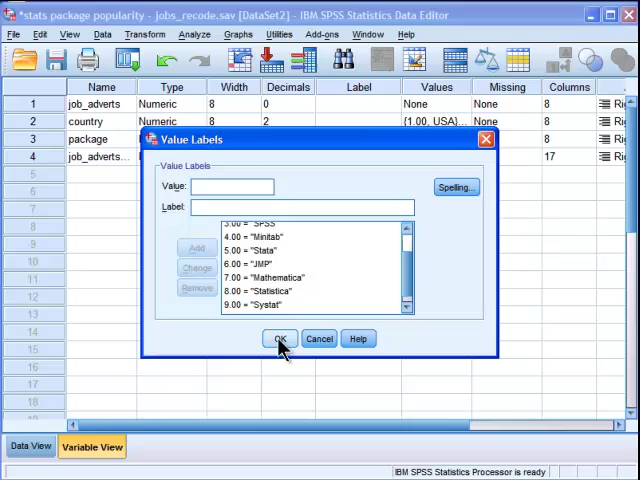 *stats package popularity - jobs_recode.sav [DataSet2] - IBM SPSS Statistics Data Editor
File Edit View Data Transform Analyze Graphs Utilities Add-ons Window Help
Name Type Width Decimals Label Values Missing Columns
1 job_adverts Numeric 8 0 None None 8
2 country Numeric 8 2 {1.00, USA}... None 8
3 package 8
4 job_adverts... 17
5
6
7
8
9
10
11
12
13
14
15
16
17
18
Value Labels
Value Labels
Value:
Spelling...
Label:
3.00 = "SPSS"
4.00 = "Minitab"
5.00 = "Stata"
6.00 = "JMP"
7.00 = "Mathematica"
8.00 = "Statistica"
9.00 = "Systat"
Add
Change
Remove
OK Cancel Help
Data View Variable View
IBM SPSS Statistics Processor is ready